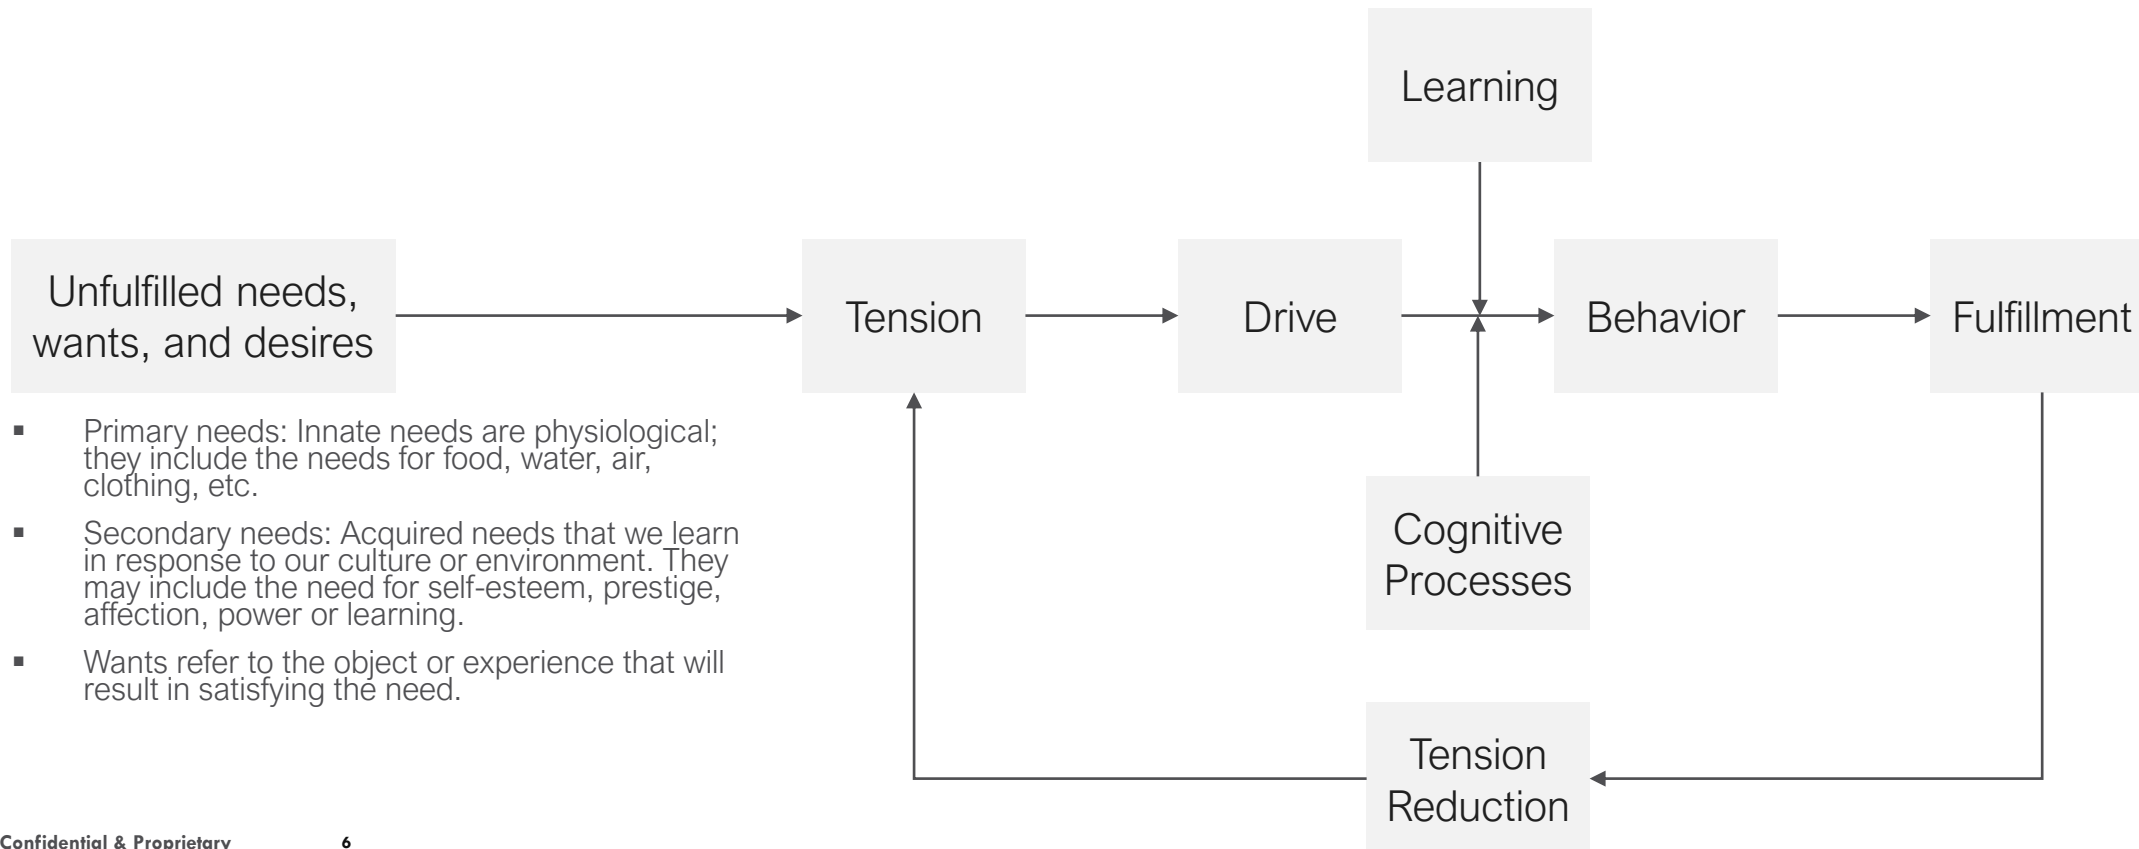 Learning
Unfulfilled needs,
wants, and desires
Tension
Drive
Behavior
Fulfillment
▪ Primary needs: Innate needs are physiological;
they include the needs for food, water, air,
clothing, etc.
▪ Secondary needs: Acquired needs that we learn
in response to our culture or environment. They
may include the need for self-esteem, prestige,
affection, power or learning.
▪ Wants refer to the object or experience that will
result in satisfying the need.
Cognitive
Processes
Tension
Reduction
Confidential & Proprietary
6